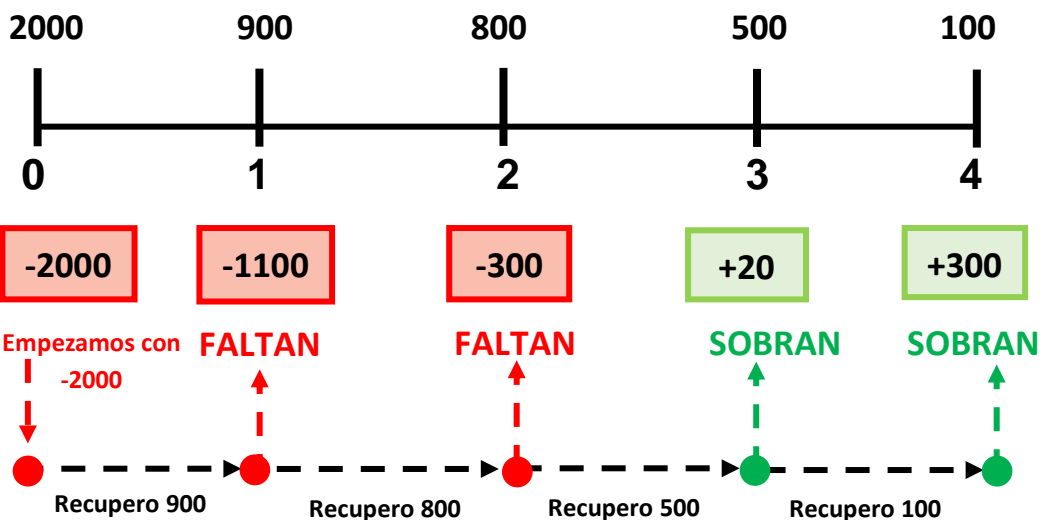 2000 900 800 500 100
0 1 2 3 4
-2000 -1100 -300 +20 +300
Empezamos con
-2000
FALTAN FALTAN SOBRAN SOBRAN
Recupero 900 Recupero 800 Recupero 500 Recupero 100